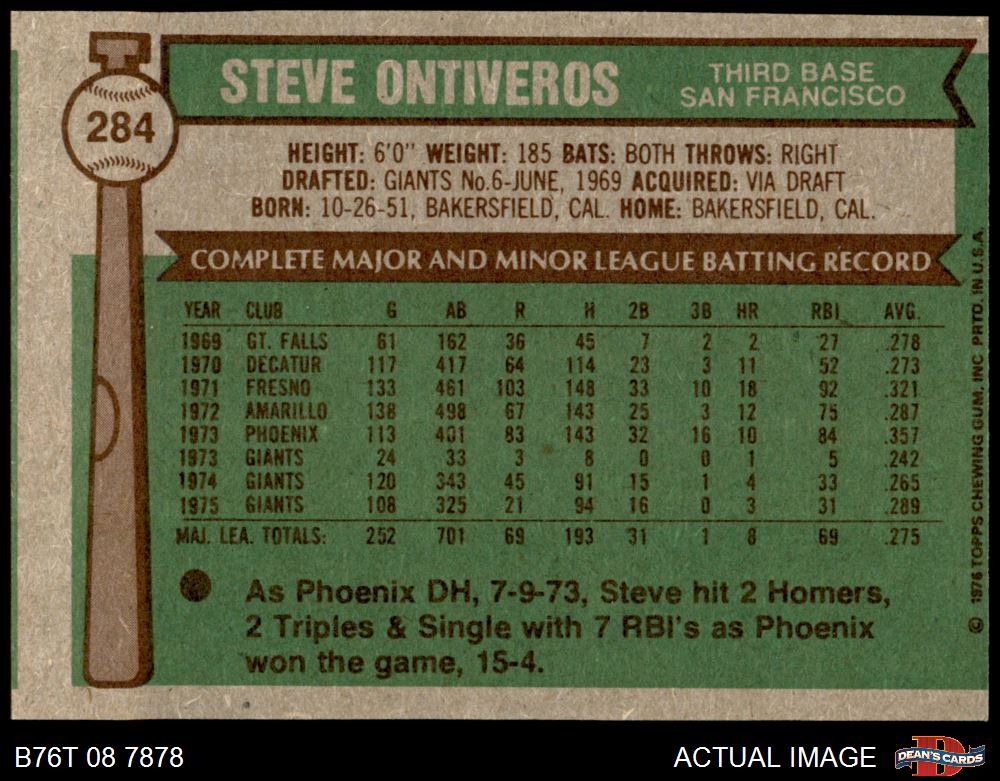 284
STEVE ONTIVEROS
THIRD BASE
SAN FRANCISCO
HEIGHT: 6'0" WEIGHT: 185 BATS: BOTH THROWS: RIGHT
DRAFTED: GIANTS No.6-JUNE, 1969 ACQUIRED: VIA DRAFT
BORN: 10-26-51, BAKERSFIELD, CAL. HOME: BAKERSFIELD, CAL.
COMPLETE MAJOR AND MINOR LEAGUE BATTING RECORD
YEAR CLUB G AB R H 2B 3B HR RBI AVG.
1969 GT. FALLS 61 162 36 45 7 2 2 27 .278
1970 DECATUR 117 417 64 114 23 3 11 52 .273
1971 FRESNO 133 461 103 148 33 10 18 92 .321
1972 AMARILLO 138 498 67 143 25 3 12 75 .287
1973 PHOENIX 113 401 83 143 32 16 10 84 .357
1973 GIANTS 24 33 3 8 0 0 1 5 .242
1974 GIANTS 120 343 45 91 15 1 4 33 .265
1975 GIANTS 108 325 21 94 16 0 3 31 .289
MAJ. LEA. TOTALS: 252 701 69 193 31 1 8 69 .275
As Phoenix DH, 7-9-73, Steve hit 2 Homers,
2 Triples & Single with 7 RBI's as Phoenix
won the game, 15-4.
© 1976 TOPPS CHEWING GUM, INC. PRTD. IN U.S.A.
B76T 08 7878
ACTUAL IMAGE
D
DEAN'S CARDS